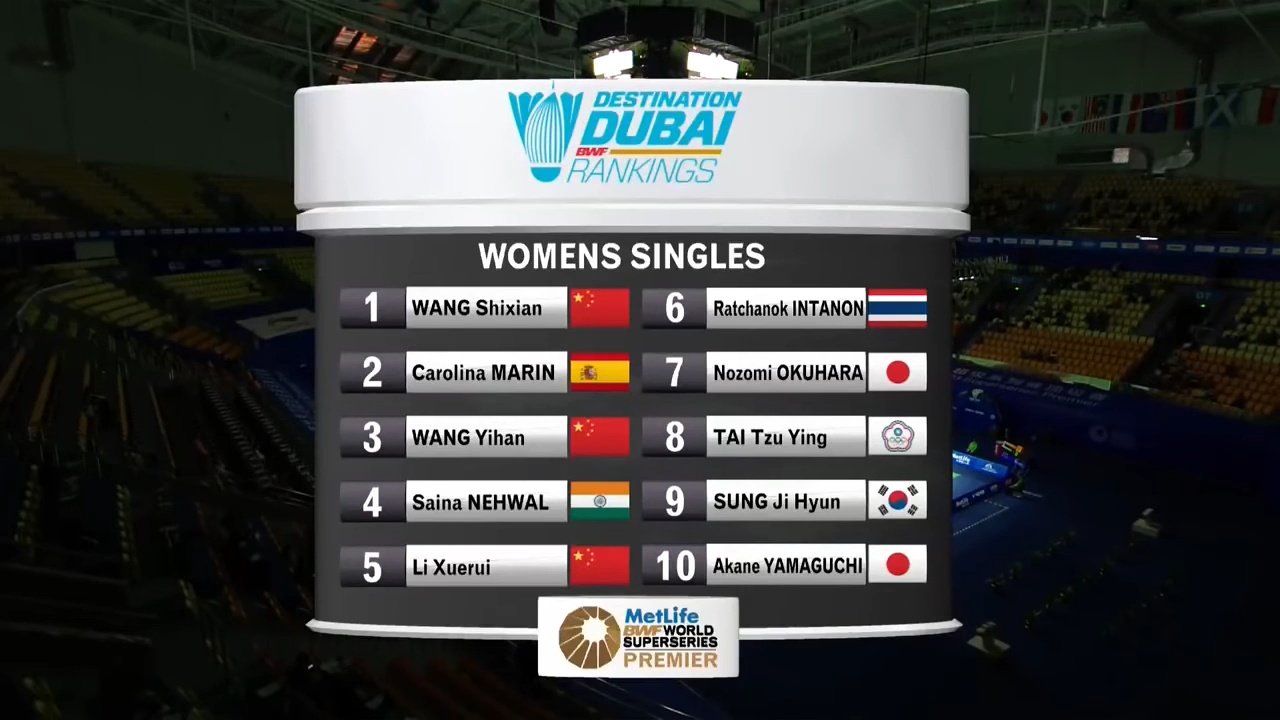 DESTINATION
DUBAI
BWF
RANKINGS
WOMENS SINGLES
1 WANG Shixian
2 Carolina MARIN
3 WANG Yihan
4 Saina NEHWAL
5 Li Xuerui
6 Ratchanok INTANON
7 Nozomi OKUHARA
8 TAI Tzu Ying
9 SUNG Ji Hyun
10 Akane YAMAGUCHI
MetLife
BWF WORLD
SUPERSERIES
PREMIER
MetLife